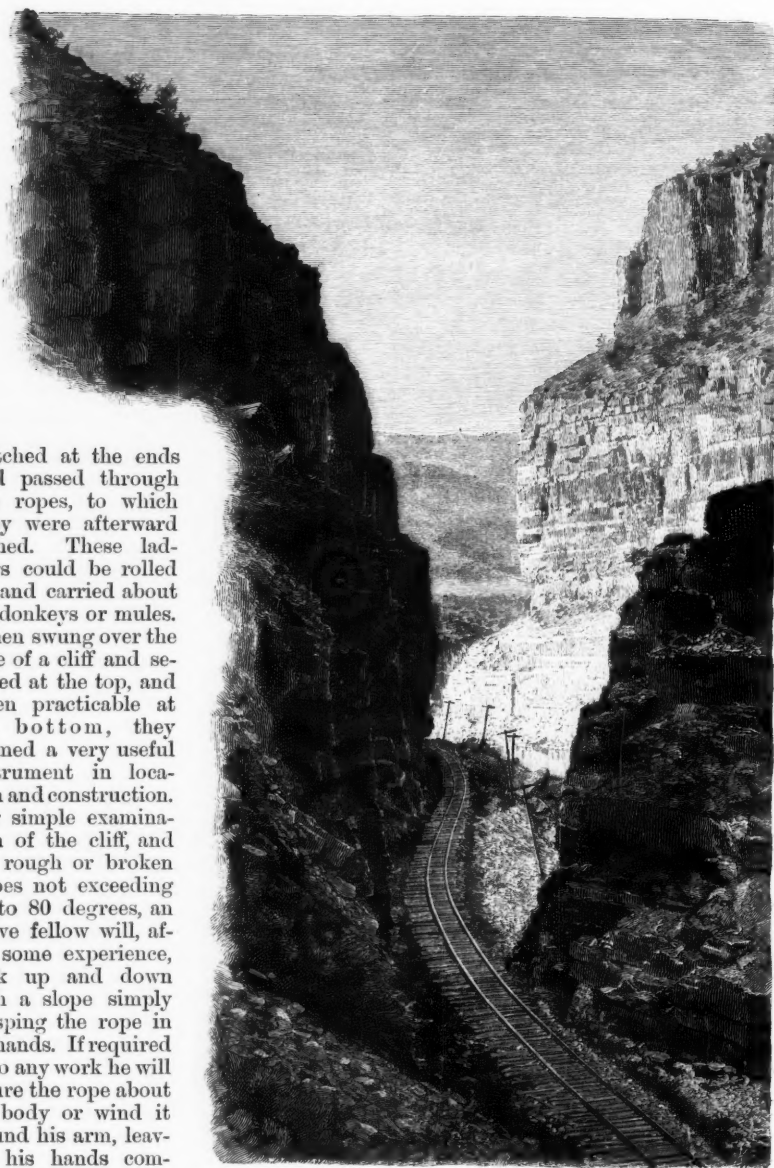 tched at the ends
passed through
ropes, to which
y were afterward
ned. These lad-
s could be rolled
and carried about
donkeys or mules.
en swung over the
e of a cliff and se-
ed at the top, and
en practicable at
bottom, they
med a very useful
trument in loca-
n and construction.
simple examina-
n of the cliff, and
rough or broken
pes not exceeding
to 80 degrees, an
ve fellow will, af-
some experience,
k up and down
h a slope simply
sping the rope in
hands. If required
o any work he will
ure the rope about
body or wind it
und his arm, leav-
his hands com-